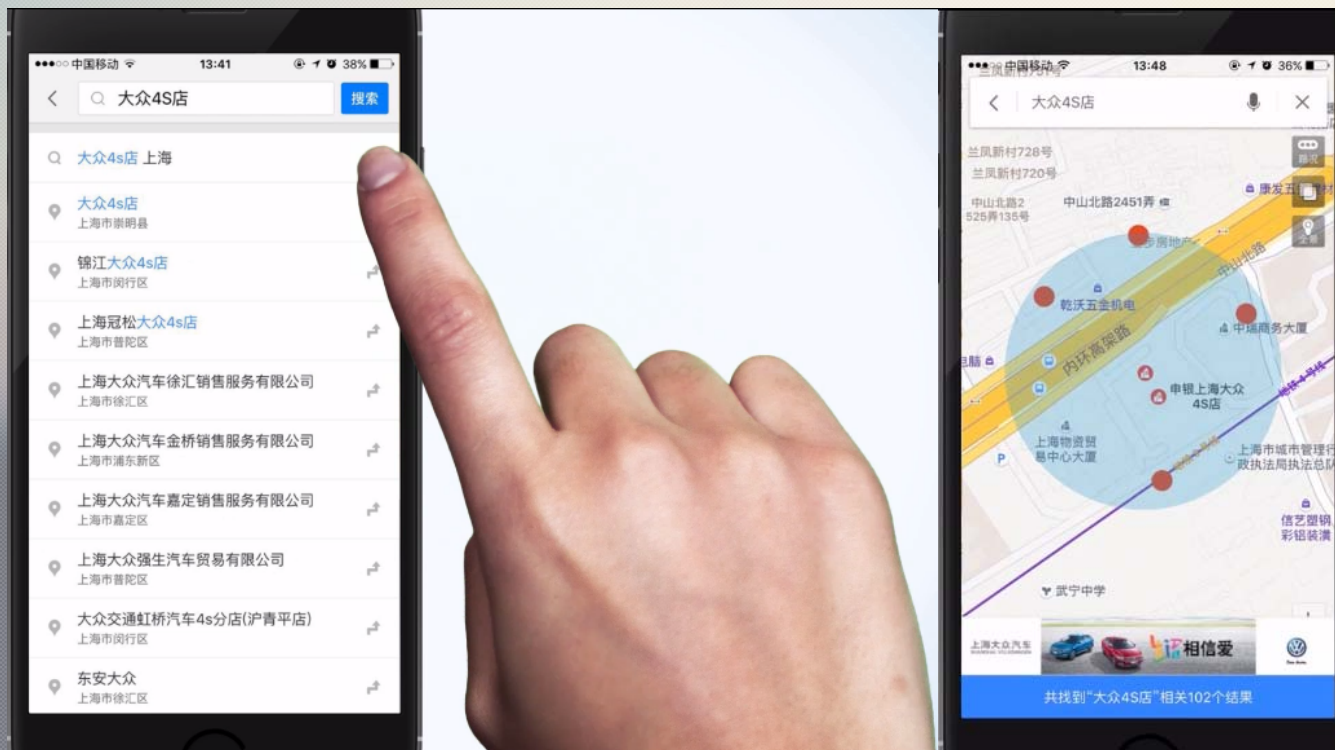 中国移动
13:41
38%
大众4S店
搜索
大众4s店 上海
大众4s店
上海市崇明县
锦江大众4s店
上海市闵行区
上海冠松大众4s店
上海市普陀区
上海大众汽车徐汇销售服务有限公司
上海市徐汇区
上海大众汽车金桥销售服务有限公司
上海市浦东新区
上海大众汽车嘉定销售服务有限公司
上海市嘉定区
上海大众强生汽车贸易有限公司
上海市普陀区
大众交通虹桥汽车4s分店(沪青平店)
上海市闵行区
东安大众
上海市徐汇区
中国移动
13:48
36%
大众4S店
兰凤新村728号
兰凤新村720号
路况
中山北路2
525弄135号
中山北路2451弄
康发五
全景
中山北路
乾沃五金机电
中瑞商务大厦
电脑
内环高架路
申银上海大众
4S店
上海物资贸
易中心大厦
P
上海市城市管理行
政执法局执法总队
信艺塑钢
彩铝装潢
武宁中学
上海大众汽车
相信爱
共找到"大众4S店"相关102个结果